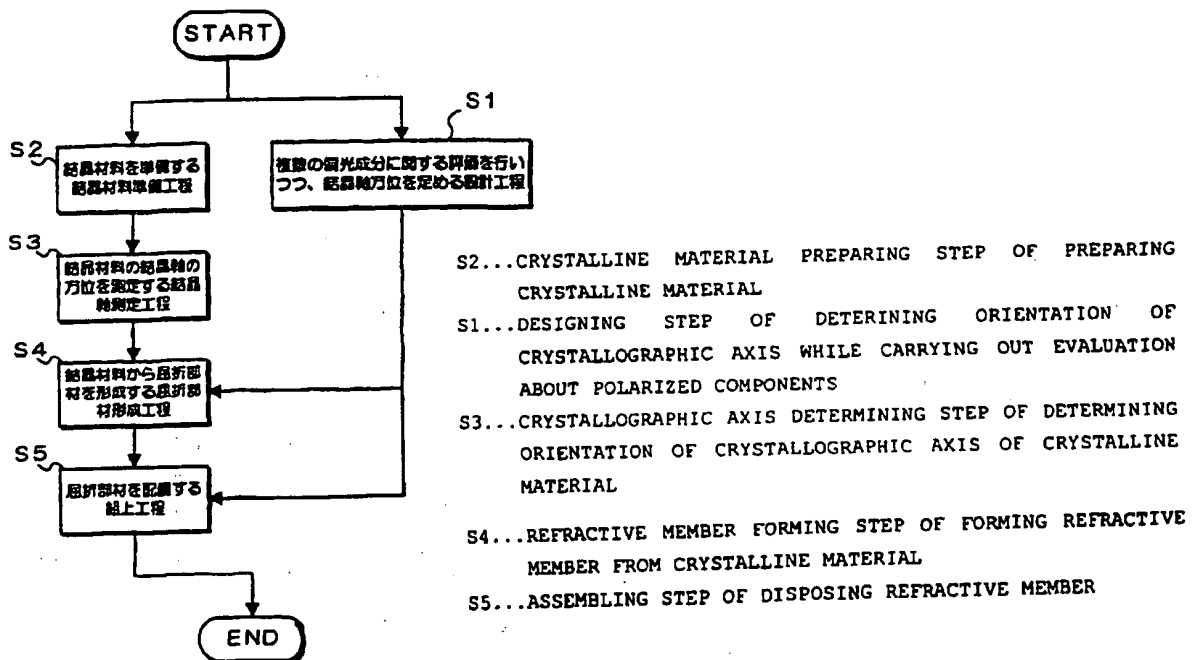 START
S1
S2
結晶材料を準備する
結晶材料準備工程
複数の偏光成分に関する評価を行い
つつ、結晶軸方位を定める設計工程
S3
結晶材料の結晶軸の
方位を測定する結晶
軸測定工程
S4
結晶材料から屈折部
材を形成する屈折部
材形成工程
S5
屈折部材を配置する
組上工程
END
S2...CRYSTALLINE MATERIAL PREPARING STEP OF PREPARING
CRYSTALLINE MATERIAL
S1...DESIGNING STEP OF DETERINING ORIENTATION OF
CRYSTALLOGRAPHIC AXIS WHILE CARRYING OUT EVALUATION
ABOUT POLARIZED COMPONENTS
S3...CRYSTALLOGRAPHIC AXIS DETERMINING STEP OF DETERMINING
ORIENTATION OF CRYSTALLOGRAPHIC AXIS OF CRYSTALLINE
MATERIAL
S4...REFRACTIVE MEMBER FORMING STEP OF FORMING REFRACTIVE
MEMBER FROM CRYSTALLINE MATERIAL
S5...ASSEMBLING STEP OF DISPOSING REFRACTIVE MEMBER